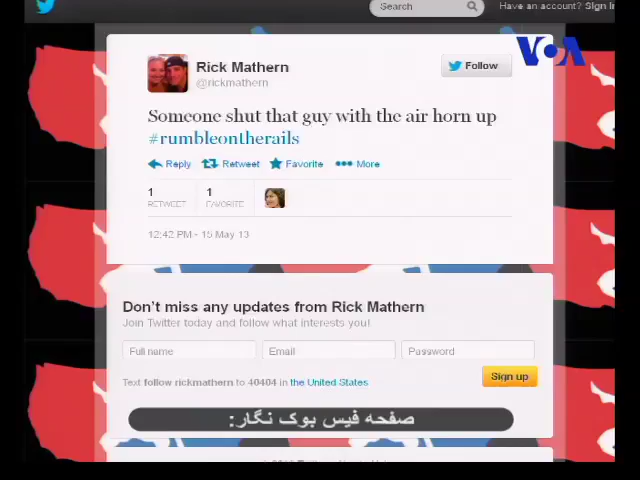 Search
Have an account? Sign in
VOA
Rick Mathern
@rickmathern
Follow
Someone shut that guy with the air horn up
#rumbleontherails
Reply Retweet Favorite More
1 RETWEET
1 FAVORITE
12:42 PM - 15 May 13
Don't miss any updates from Rick Mathern
Join Twitter today and follow what interests you!
Full name Email Password
Sign up
Text follow rickmathern to 40404 in the United States
صفحه فیس بوک نگار: